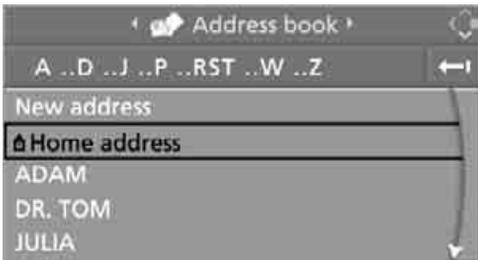 Address book
A ..D ..J ..P ..RST ..W ..Z
New address
Home address
ADAM
DR. TOM
JULIA